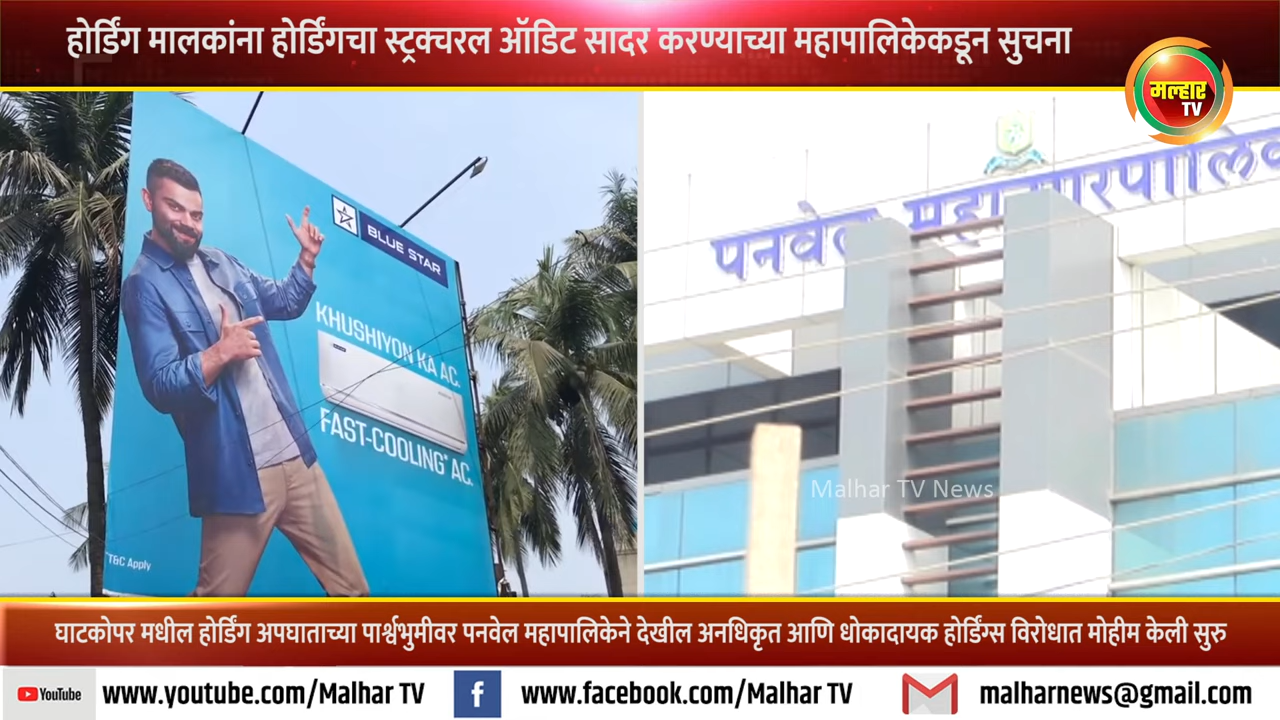 होर्डिंग मालकांना होर्डिंगचा स्ट्रक्चरल ऑडिट सादर करण्याच्या महापालिकेकडून सुचना
मल्हार
TV
BLUE STAR
KHUSHIYON KA AC.
FAST-COOLING* AC.
*T&C Apply
पनवेल महानगरपालिक
Malhar TV News
घाटकोपर मधील होर्डिंग अपघाताच्या पार्श्वभुमीवर पनवेल महापालिकेने देखील अनधिकृत आणि धोकादायक होर्डिंग्स विरोधात मोहीम केली सुरु
YouTube
www.youtube.com/Malhar TV
f
www.facebook.com/Malhar TV
malharnews@gmail.com